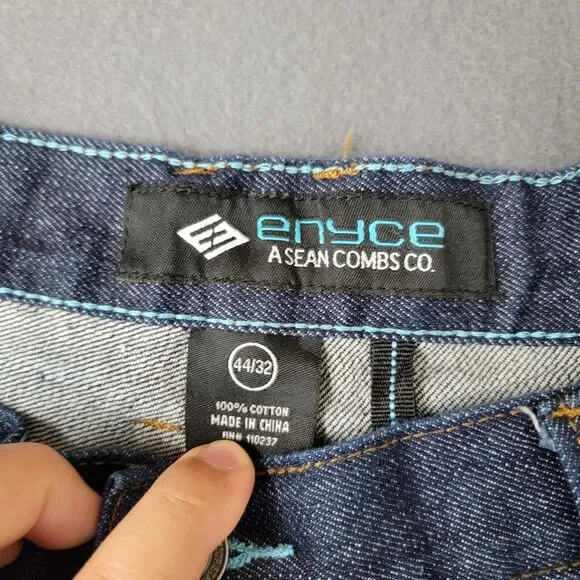 enyce
A SEAN COMBS CO.
44/32
100% COTTON
MADE IN CHINA
RN# 110237